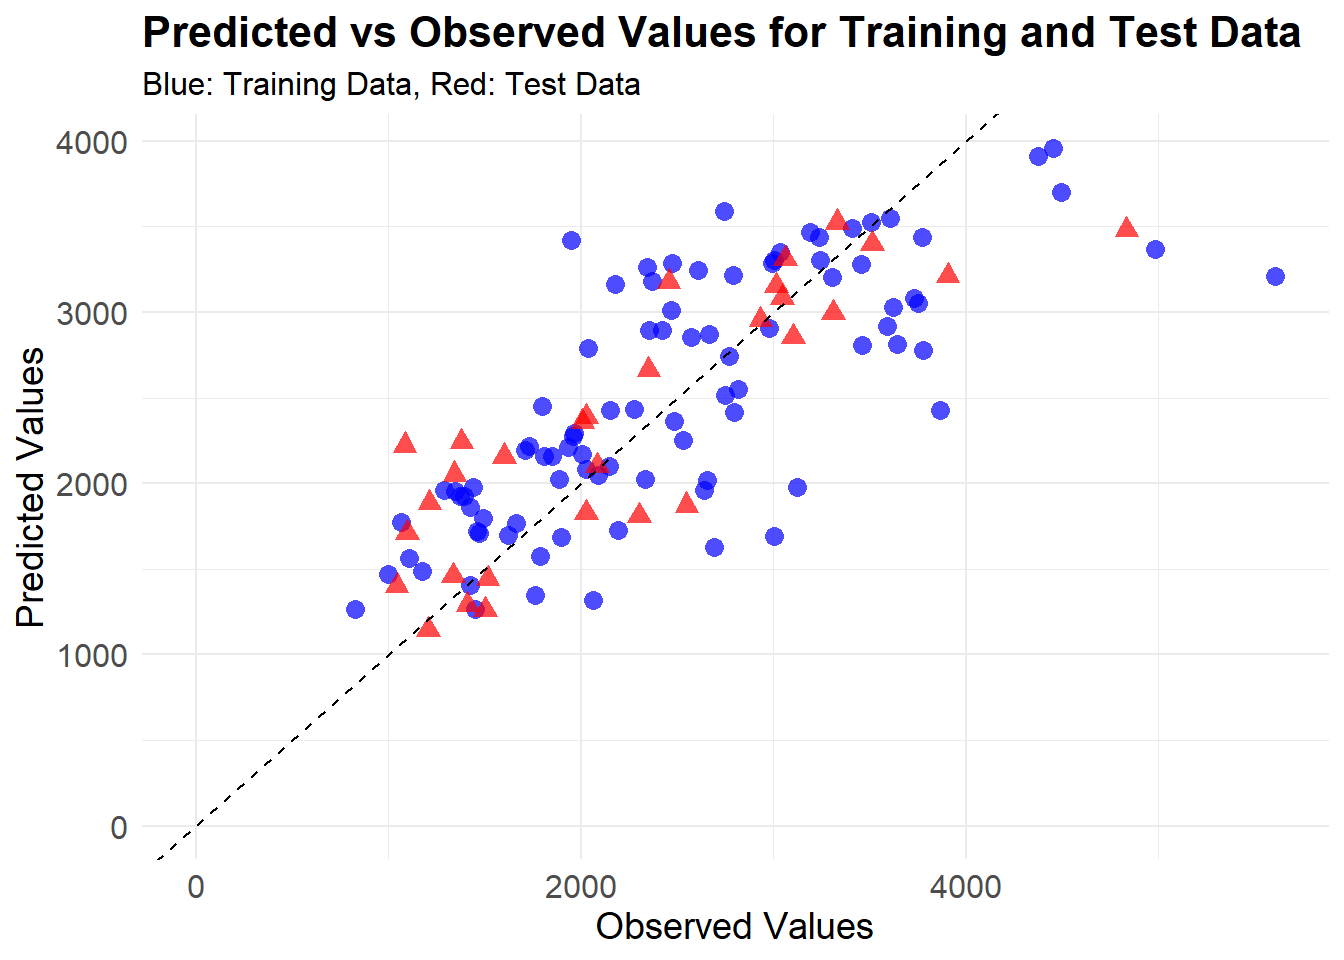 Predicted vs Observed Values for Training and Test Data
Blue: Training Data, Red: Test Data
Predicted Values
4000
3000
2000
1000
0
0 2000 4000
Observed Values